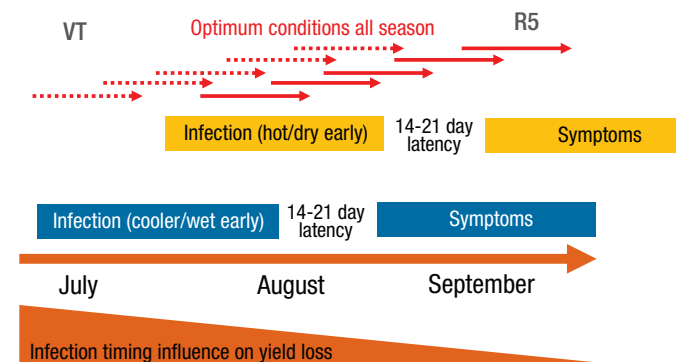 VT
Optimum conditions all season
R5
Infection (hot/dry early)
14-21 day
latency
Symptoms
Infection (cooler/wet early)
14-21 day
latency
Symptoms
July
August
September
Infection timing influence on yield loss